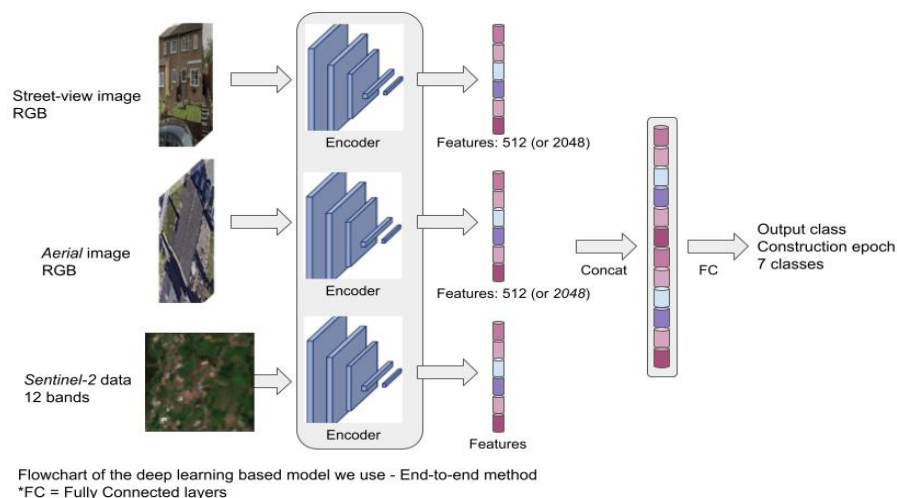 Street-view image
RGB
Encoder
Features: 512 (or 2048)
Aerial image
RGB
Encoder
Features: 512 (or 2048)
Concat
FC
Output class
Construction epoch
7 classes
Sentinel-2 data
12 bands
Encoder
Features
Flowchart of the deep learning based model we use - End-to-end method
*FC = Fully Connected layers